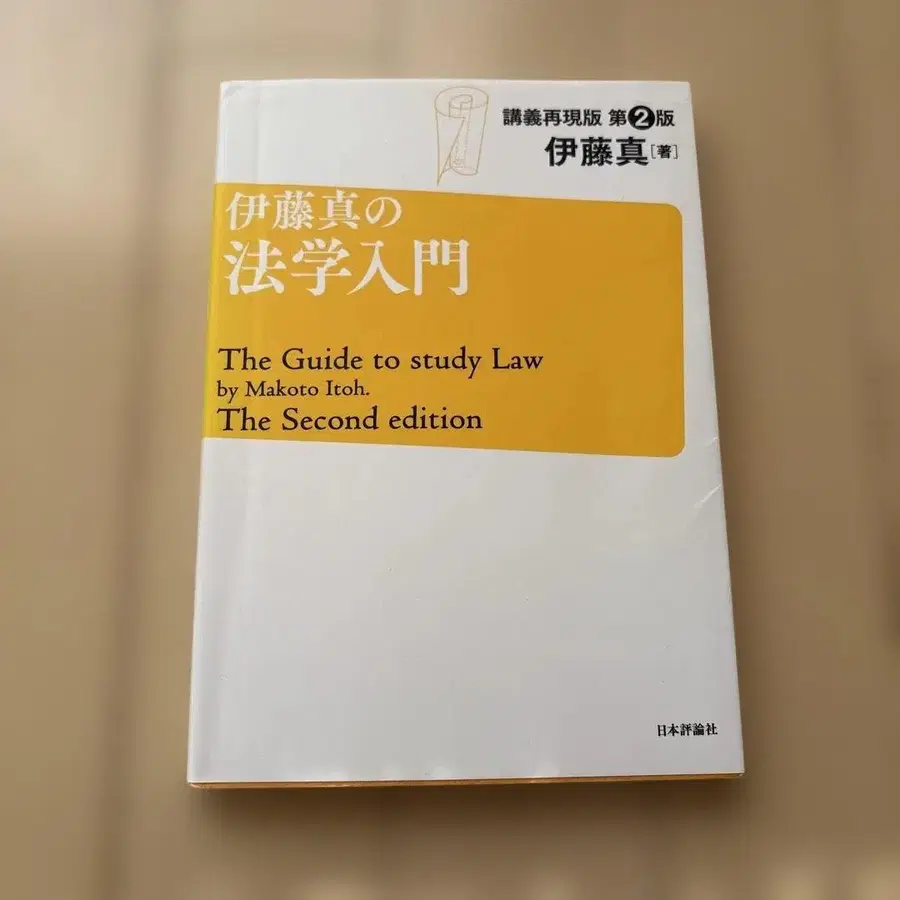 講義再現版 第2版
伊藤真[著]
伊藤真の
法学入門
The Guide to study Law
by Makoto Itoh.
The Second edition
日本評論社